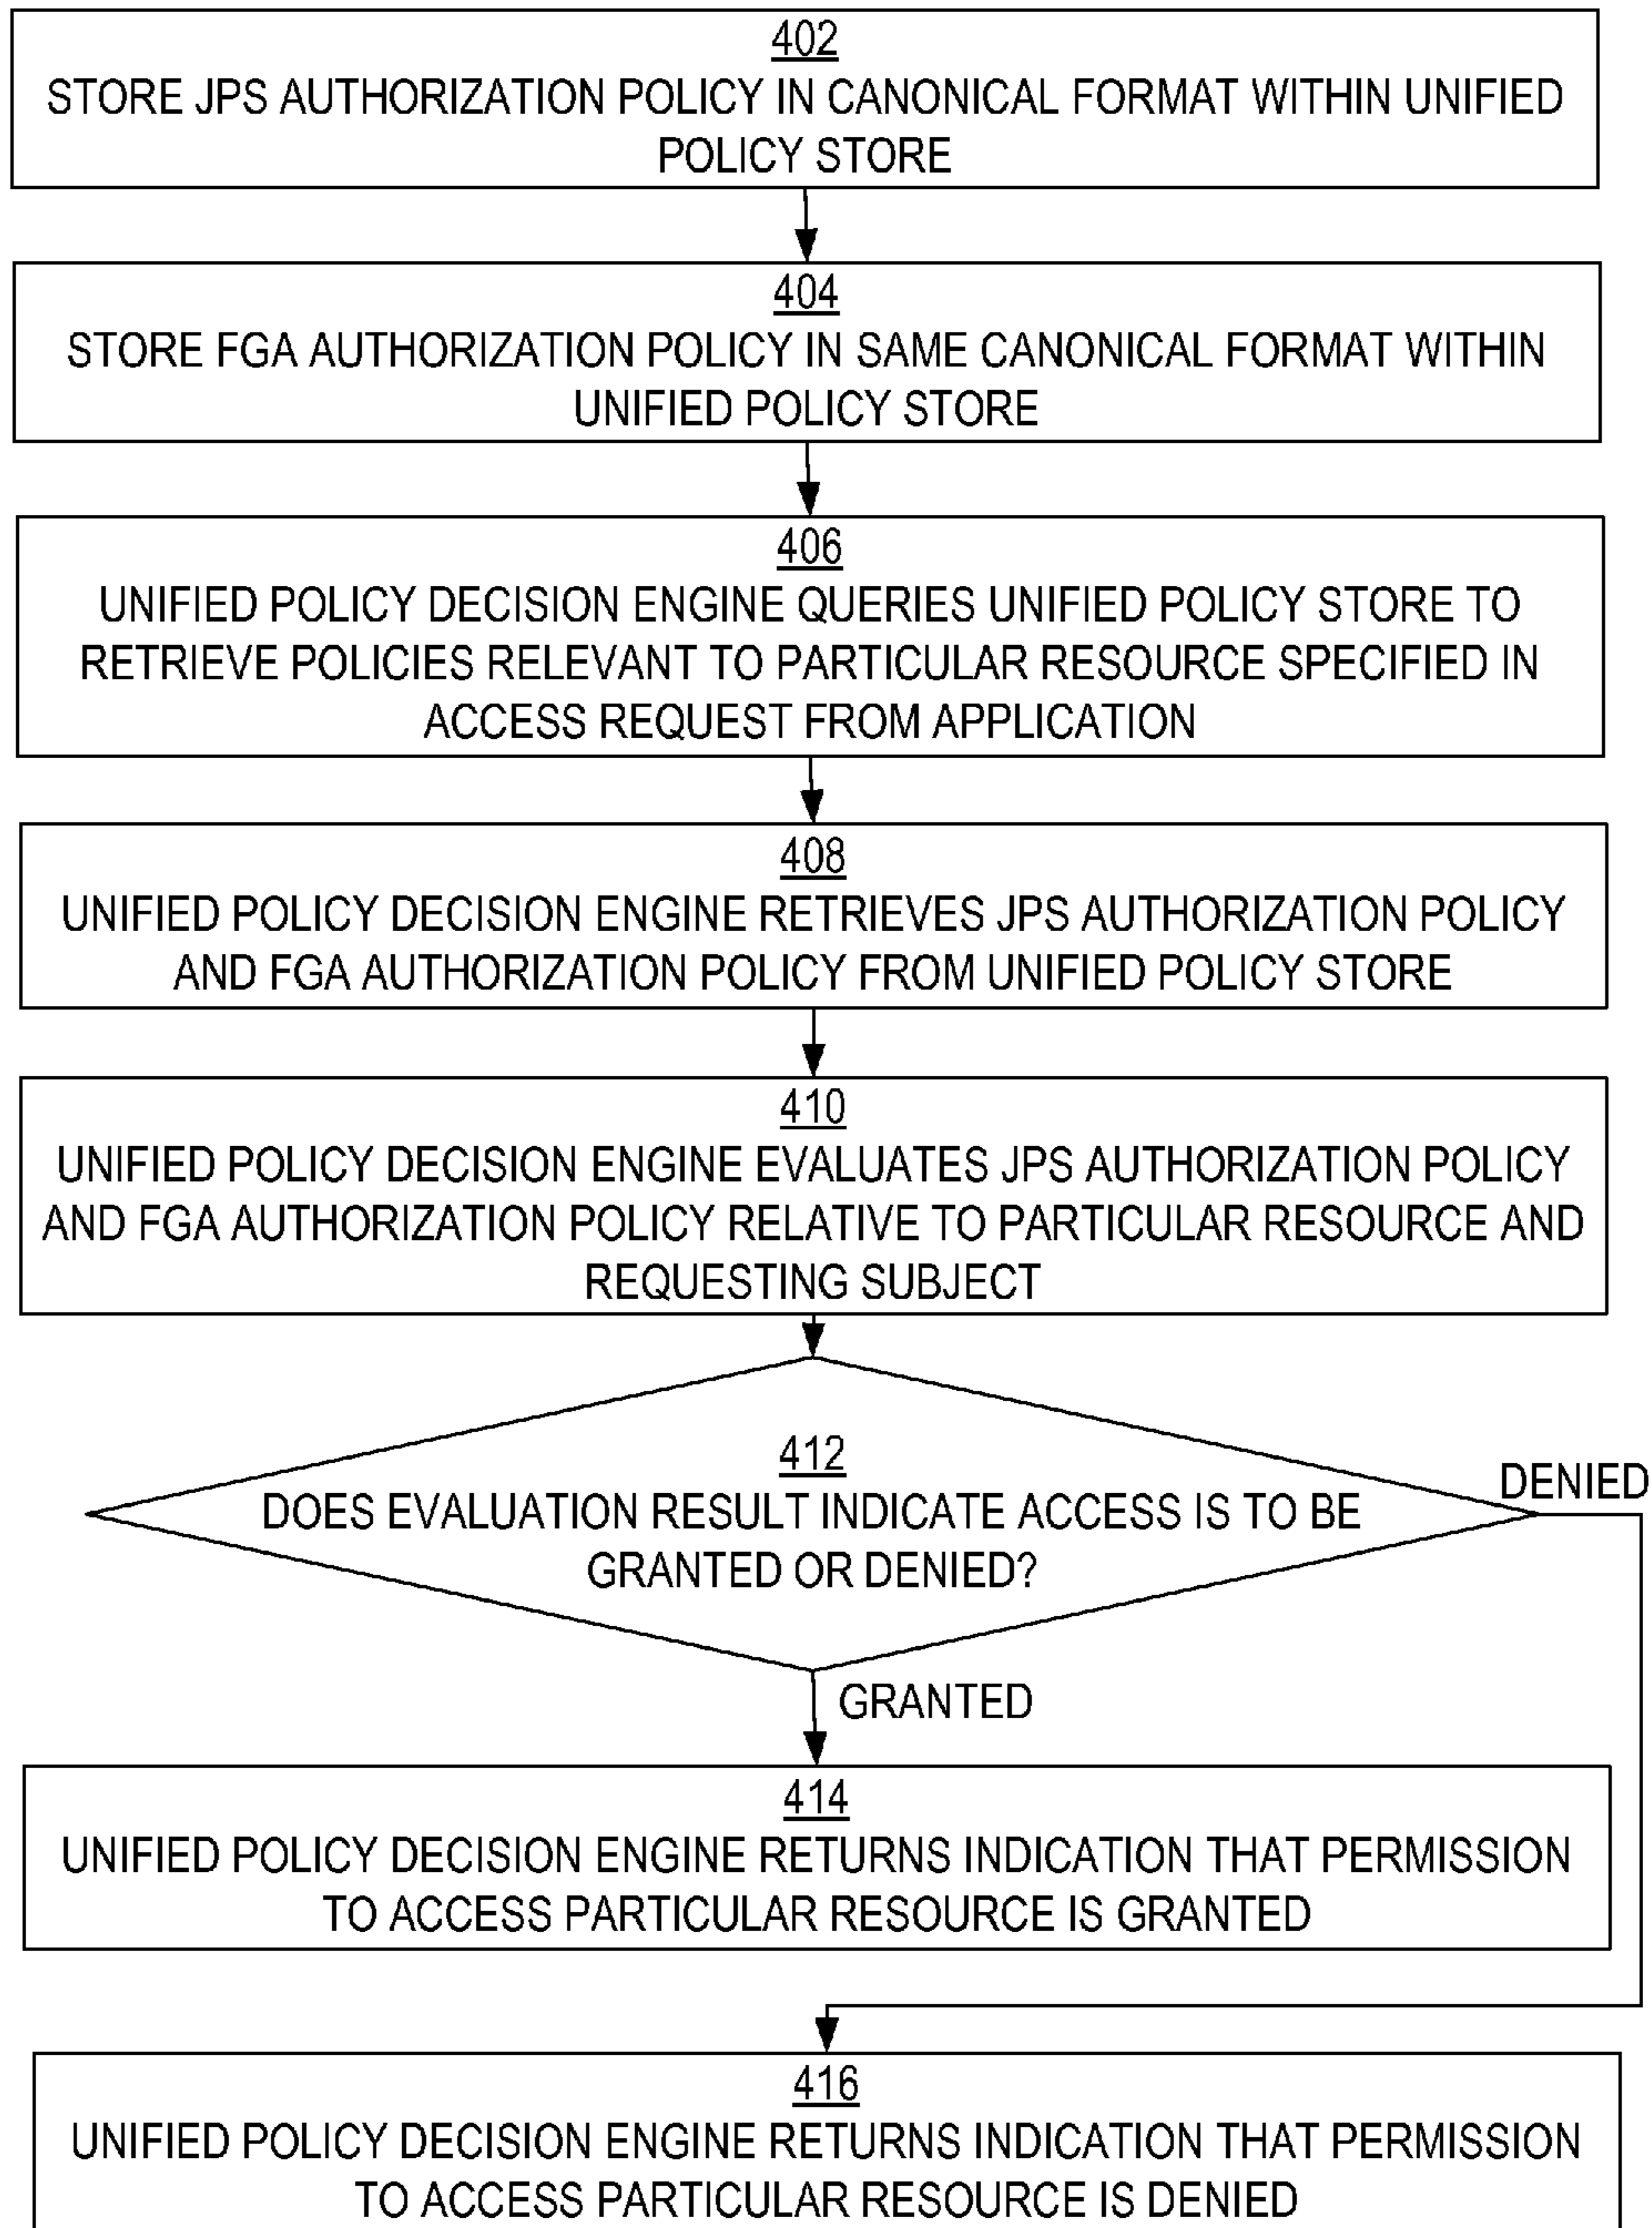 402
STORE JPS AUTHORIZATION POLICY IN CANONICAL FORMAT WITHIN UNIFIED
POLICY STORE
404
STORE FGA AUTHORIZATION POLICY IN SAME CANONICAL FORMAT WITHIN
UNIFIED POLICY STORE
406
UNIFIED POLICY DECISION ENGINE QUERIES UNIFIED POLICY STORE TO
RETRIEVE POLICIES RELEVANT TO PARTICULAR RESOURCE SPECIFIED IN
ACCESS REQUEST FROM APPLICATION
408
UNIFIED POLICY DECISION ENGINE RETRIEVES JPS AUTHORIZATION POLICY
AND FGA AUTHORIZATION POLICY FROM UNIFIED POLICY STORE
410
UNIFIED POLICY DECISION ENGINE EVALUATES JPS AUTHORIZATION POLICY
AND FGA AUTHORIZATION POLICY RELATIVE TO PARTICULAR RESOURCE AND
REQUESTING SUBJECT
412
DOES EVALUATION RESULT INDICATE ACCESS IS TO BE
GRANTED OR DENIED?
DENIED
GRANTED
414
UNIFIED POLICY DECISION ENGINE RETURNS INDICATION THAT PERMISSION
TO ACCESS PARTICULAR RESOURCE IS GRANTED
416
UNIFIED POLICY DECISION ENGINE RETURNS INDICATION THAT PERMISSION
TO ACCESS PARTICULAR RESOURCE IS DENIED